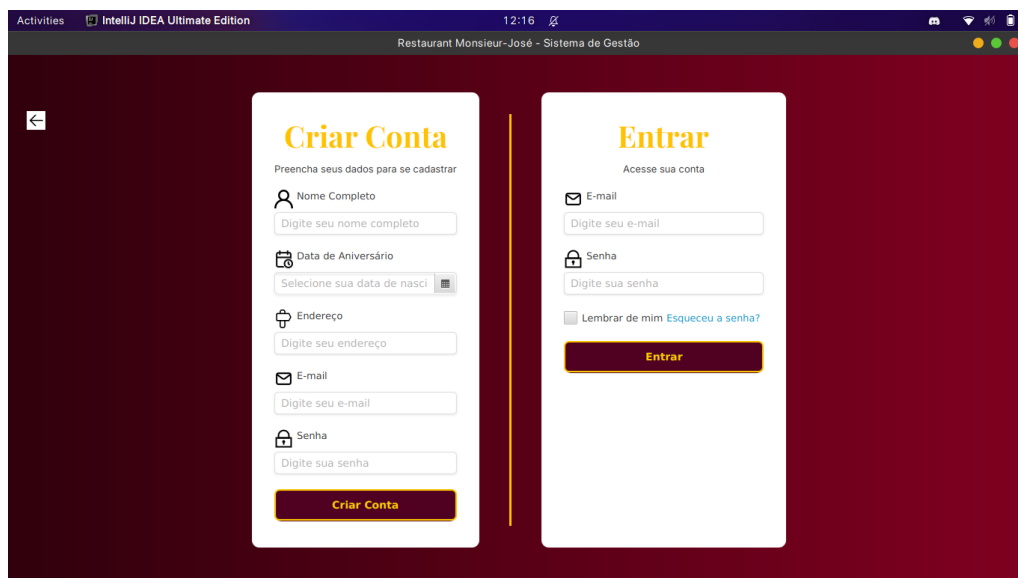 Activities IntelliJ IDEA Ultimate Edition 12:16
Restaurant Monsieur-José - Sistema de Gestão
Criar Conta
Preencha seus dados para se cadastrar
Nome Completo
Digite seu nome completo
Data de Aniversário
Selecione sua data de nasci
Endereço
Digite seu endereço
E-mail
Digite seu e-mail
Senha
Digite sua senha
Criar Conta
Entrar
Acesse sua conta
E-mail
Digite seu e-mail
Senha
Digite sua senha
Lembrar de mim Esqueceu a senha?
Entrar